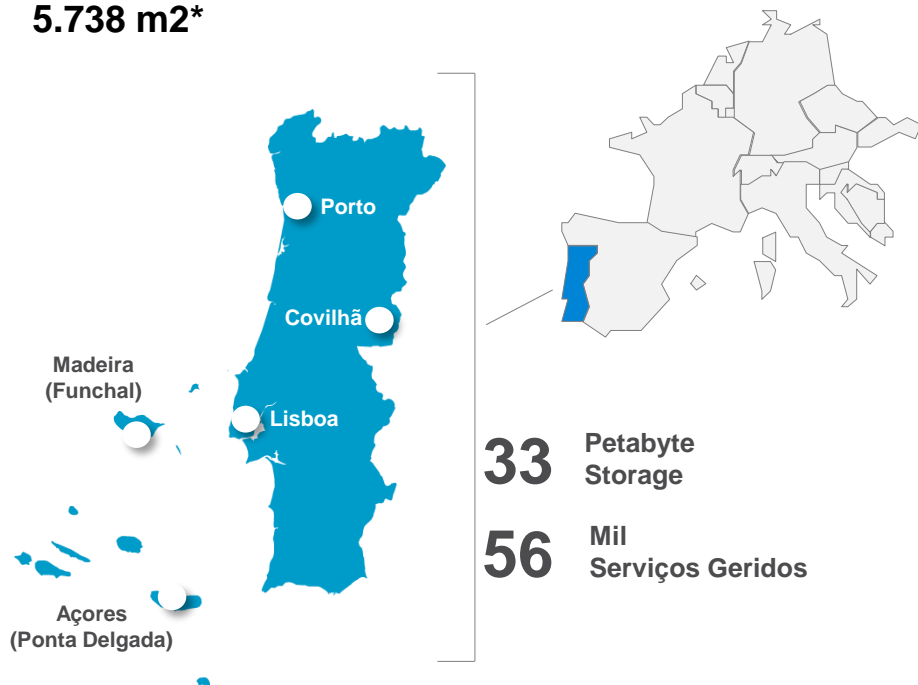 5.738 m2*
Porto
Covilhã
Madeira
(Funchal)
Lisboa
33
Petabyte
Storage
56
Mil
Serviços Geridos
Açores
(Ponta Delgada)